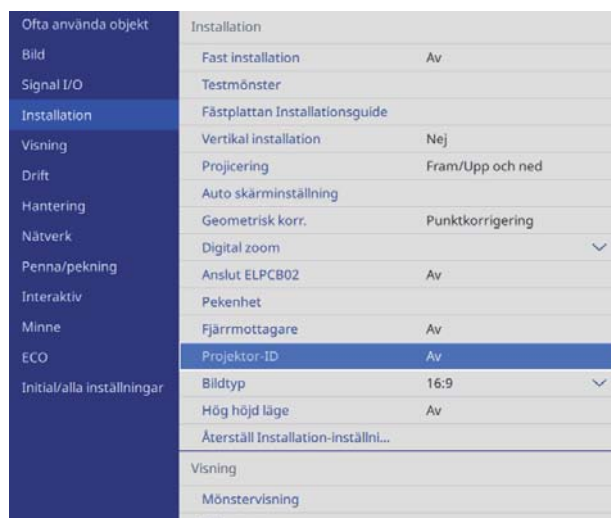 Ofta använda objekt
Bild
Signal I/O
Installation
Visning
Drift
Hantering
Nätverk
Penna/pekning
Interaktiv
Minne
ECO
Initial/alla inställningar
Installation
Fast installation Av
Testmönster
Fästplattan Installationsguide
Vertikal installation Nej
Projicering Fram/Upp och ned
Auto skärminställning
Geometrisk korr. Punktkorrigering
Digital zoom
Anslut ELPCB02 Av
Pekenhet
Fjärrmottagare Av
Projektor-ID Av
Bildtyp 16:9
Hög höjd läge Av
Återställ Installation-inställni...
Visning
Mönstervisning